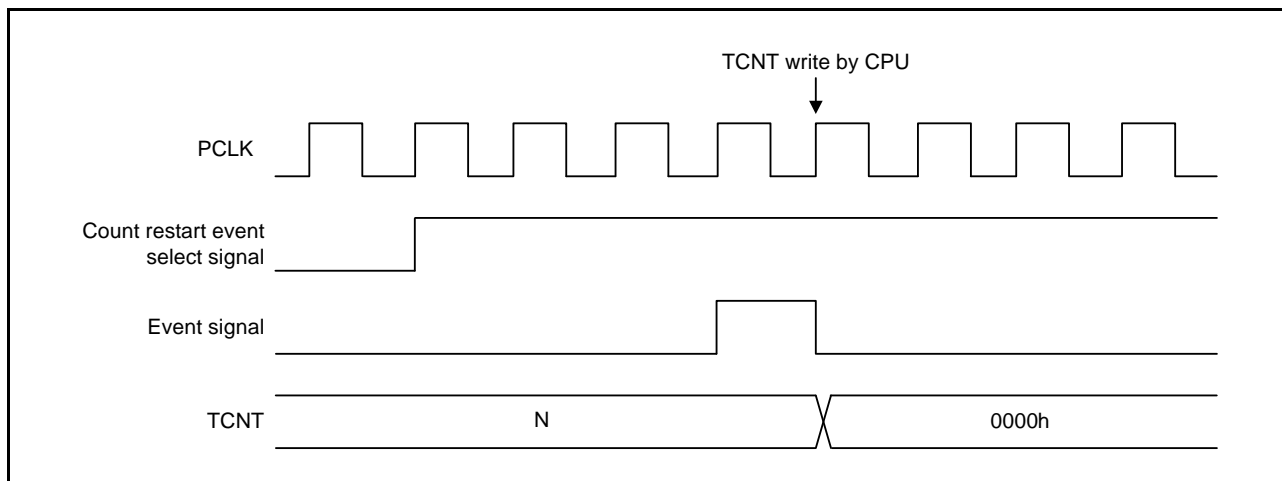 TCNT write by CPU
PCLK
Count restart event
select signal
Event signal
TCNT
N
0000h